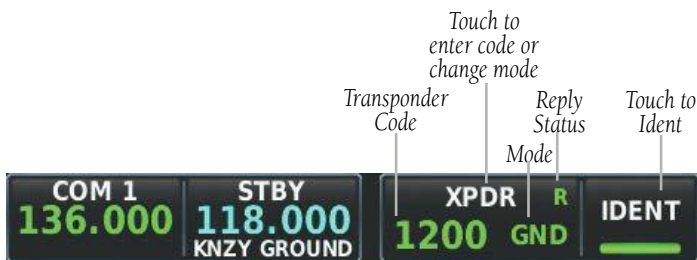 Touch to
enter code or
change mode
Transponder
Code
Reply
Status
Touch to
Ident
Mode
COM 1
136.000
STBY
118.000
KNZY GROUND
XPDR R
1200 GND
IDENT